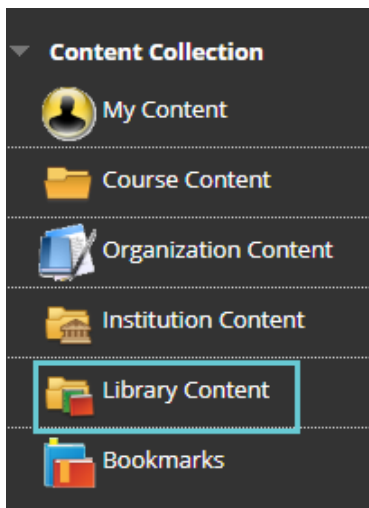 Content Collection
My Content
Course Content
Organization Content
Institution Content
Library Content
Bookmarks